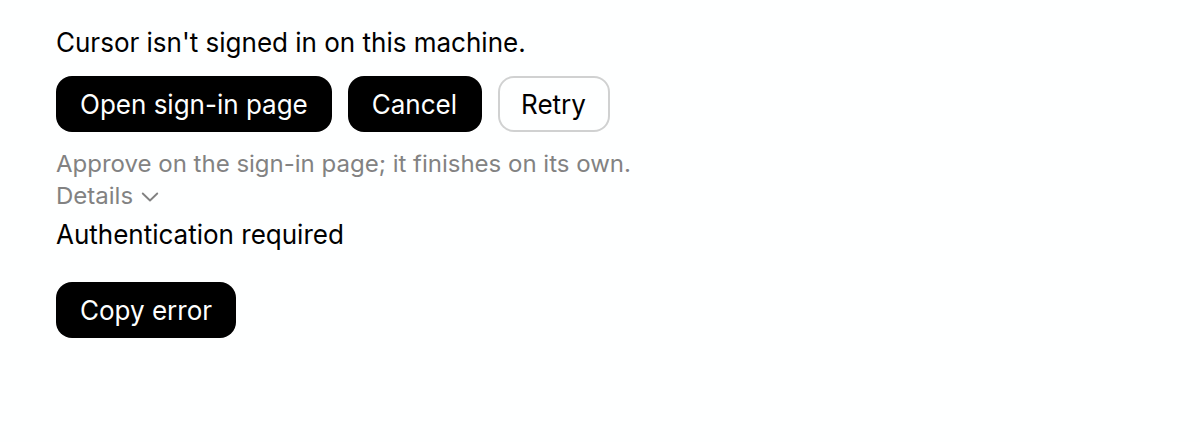 Cursor isn't signed in on this machine.
Open sign-in page Cancel Retry
Approve on the sign-in page; it finishes on its own.
Details
Authentication required
Copy error